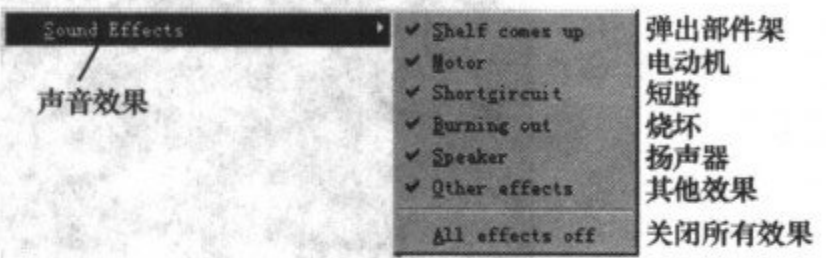 Sound Effects
声音效果
Shelf comes up 弹出部件架
Motor 电动机
Shortgircuit 短路
Burning out 烧坏
Speaker 扬声器
Other effects 其他效果
All effects off 关闭所有效果